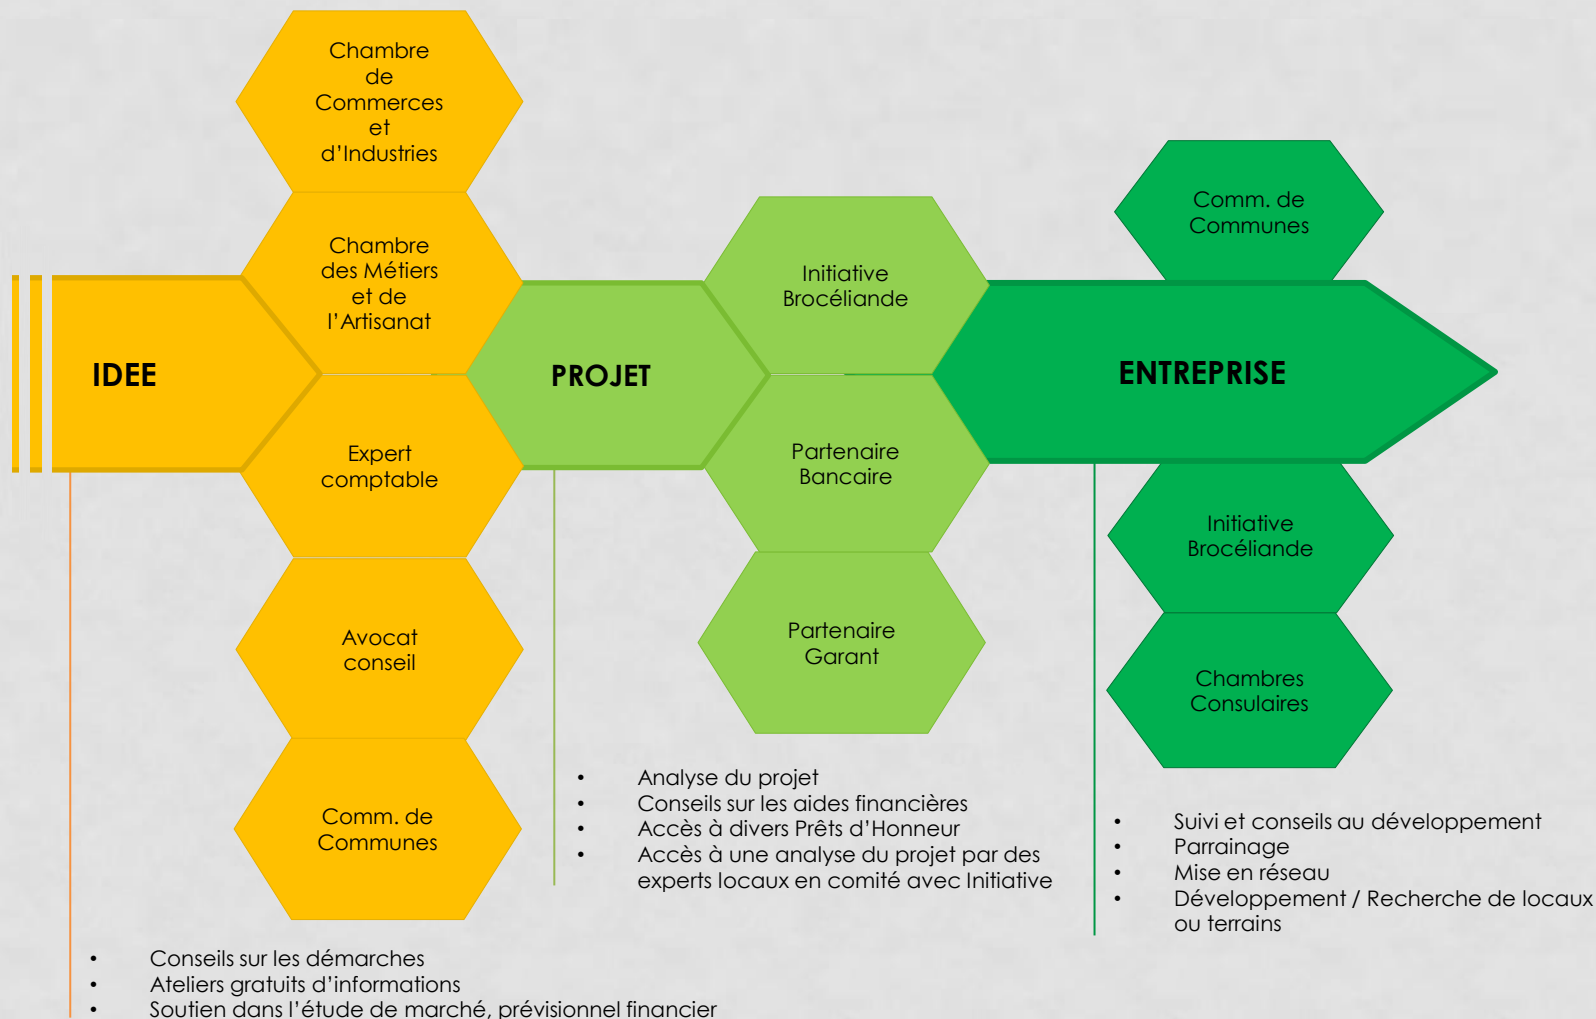 Chambre
de
Commerces
et
d’Industries
Chambre
des Métiers
et de
l’Artisanat
IDEE
Expert
comptable
Avocat
conseil
Comm. de
Communes
• Conseils sur les démarches
• Ateliers gratuits d’informations
• Soutien dans l’étude de marché, prévisionnel financier
PROJET
Initiative
Brocéliande
Partenaire
Bancaire
Partenaire
Garant
• Analyse du projet
• Conseils sur les aides financières
• Accès à divers Prêts d’Honneur
• Accès à une analyse du projet par des
experts locaux en comité avec Initiative
Comm. de
Communes
ENTREPRISE
Initiative
Brocéliande
Chambres
Consulaires
• Suivi et conseils au développement
• Parrainage
• Mise en réseau
• Développement / Recherche de locaux
ou terrains